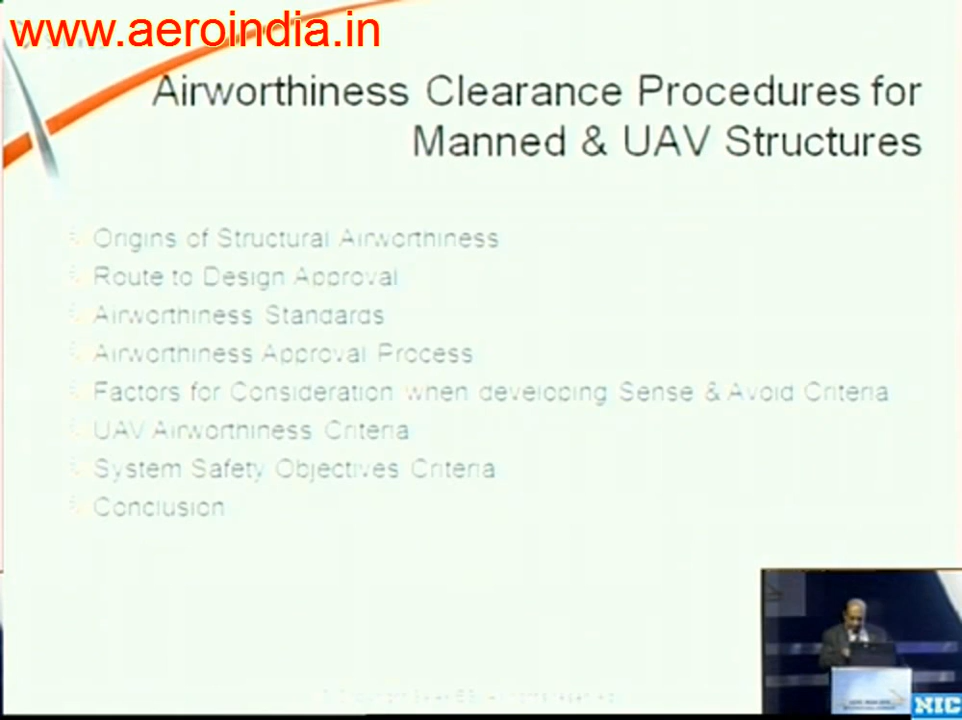 www.aeroindia.in
Airworthiness Clearance Procedures for
Manned & UAV Structures
Origins of Structural Airworthiness
Route to Design Approval
Airworthiness Standards
Airworthiness Approval Process
Factors for Consideration when developing Sense & Avoid Criteria
UAV Airworthiness Criteria
System Safety Objectives Criteria
Conclusion
NIC